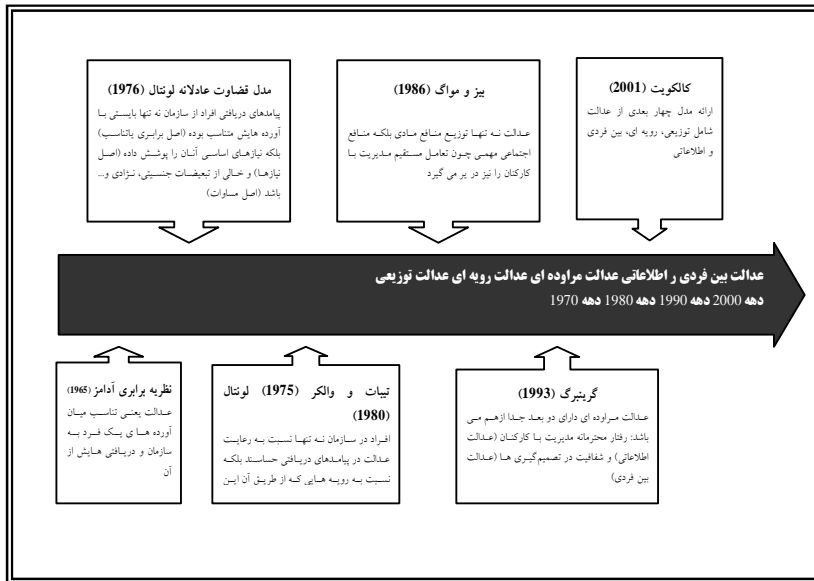 مدل قضاوت عادلانه لونتال (1976)
پیامدهای دریافتی افراد از سازمان نه تنها بایستی با
آورده هایش متناسب بوده (اصل برابری یاتناسب)
بلکه نیازهای اساسی آنان را پوشش داده (اصل
نیازها) و خالی از تبعیضات جنسیتی، نژادی و...
باشد (اصل مساوات)
بیز و مواگ (1986)
عدالت نه تنها توزیع منافع مادی بلکه منافع
اجتماعی مهمی چون تعامل مستقیم مدیریت با
کارکنان را نیز در بر می گیرد
کالکویت (2001)
ارائه مدل چهار بعدی از عدالت
شامل توزیعی، رویه ای، بین فردی
و اطلاعاتی
عدالت بین فردی ر اطلاعاتی عدالت مراوده ای عدالت رویه ای عدالت توزیعی
دهه 2000 دهه 1990 دهه 1980 دهه 1970
نظریه برابری آدامز (1965)
عدالت یعنی تناسب میان
آورده ها ی یک فرد به
سازمان و دریافتی هایش از
آن
تیبات و والکر (1975) لونتال
(1980)
افراد در سازمان نه تنها نسبت به رعایت
عدالت در پیامدهای دریافتی حساسند بلکه
نسبت به رویه هایی که از طریق آن این
گرینبرگ (1993)
عدالت مراوده ای دارای دو بعد جدا ازهم می
باشد: رفتار محترمانه مدیریت با کارکنان (عدالت
اطلاعاتی) و شفافیت در تصمیم‌گیری ها (عدالت
بین فردی)